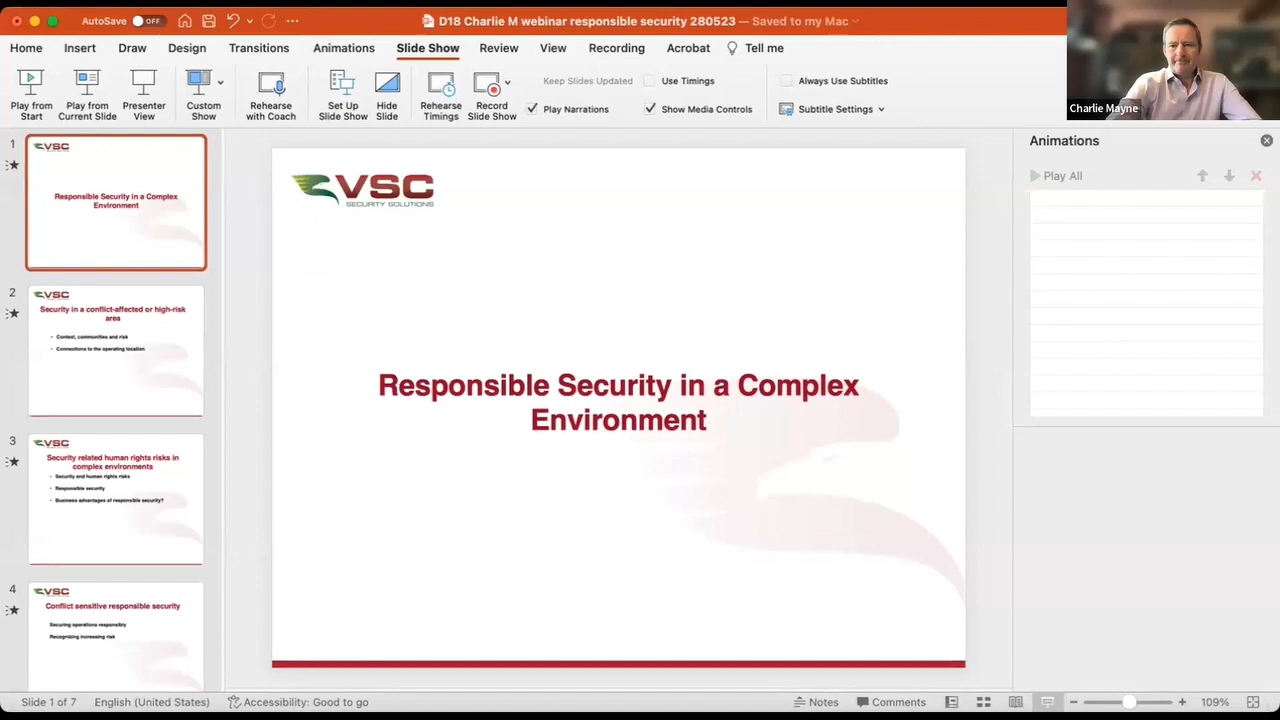 AutoSave OFF
D18 Charlie M webinar responsible security 280523 — Saved to my Mac
Home Insert Draw Design Transitions Animations Slide Show Review View Recording Acrobat Tell me
Play from Start
Play from Current Slide
Presenter View
Custom Show
Rehearse with Coach
Set Up Slide Show
Hide Slide
Rehearse Timings
Record Slide Show
Keep Slides Updated
Use Timings
Play Narrations
Show Media Controls
Always Use Subtitles
Subtitle Settings
Charlie Mayne
1
VSC
Responsible Security in a Complex
Environment
2
VSC
Security in a conflict-affected or high-risk
area
• Context, communities and risk
• Connections to the operating location
3
VSC
Security related human rights risks in
complex environments
• Security and human rights risks
• Responsible security
• Business advantages of responsible security?
4
VSC
Conflict sensitive responsible security
Securing operations responsibly
Recognizing increasing risk
VSC
SECURITY SOLUTIONS
Responsible Security in a Complex
Environment
Animations
Play All
Slide 1 of 7 English (United States) Accessibility: Good to go Notes Comments 109%